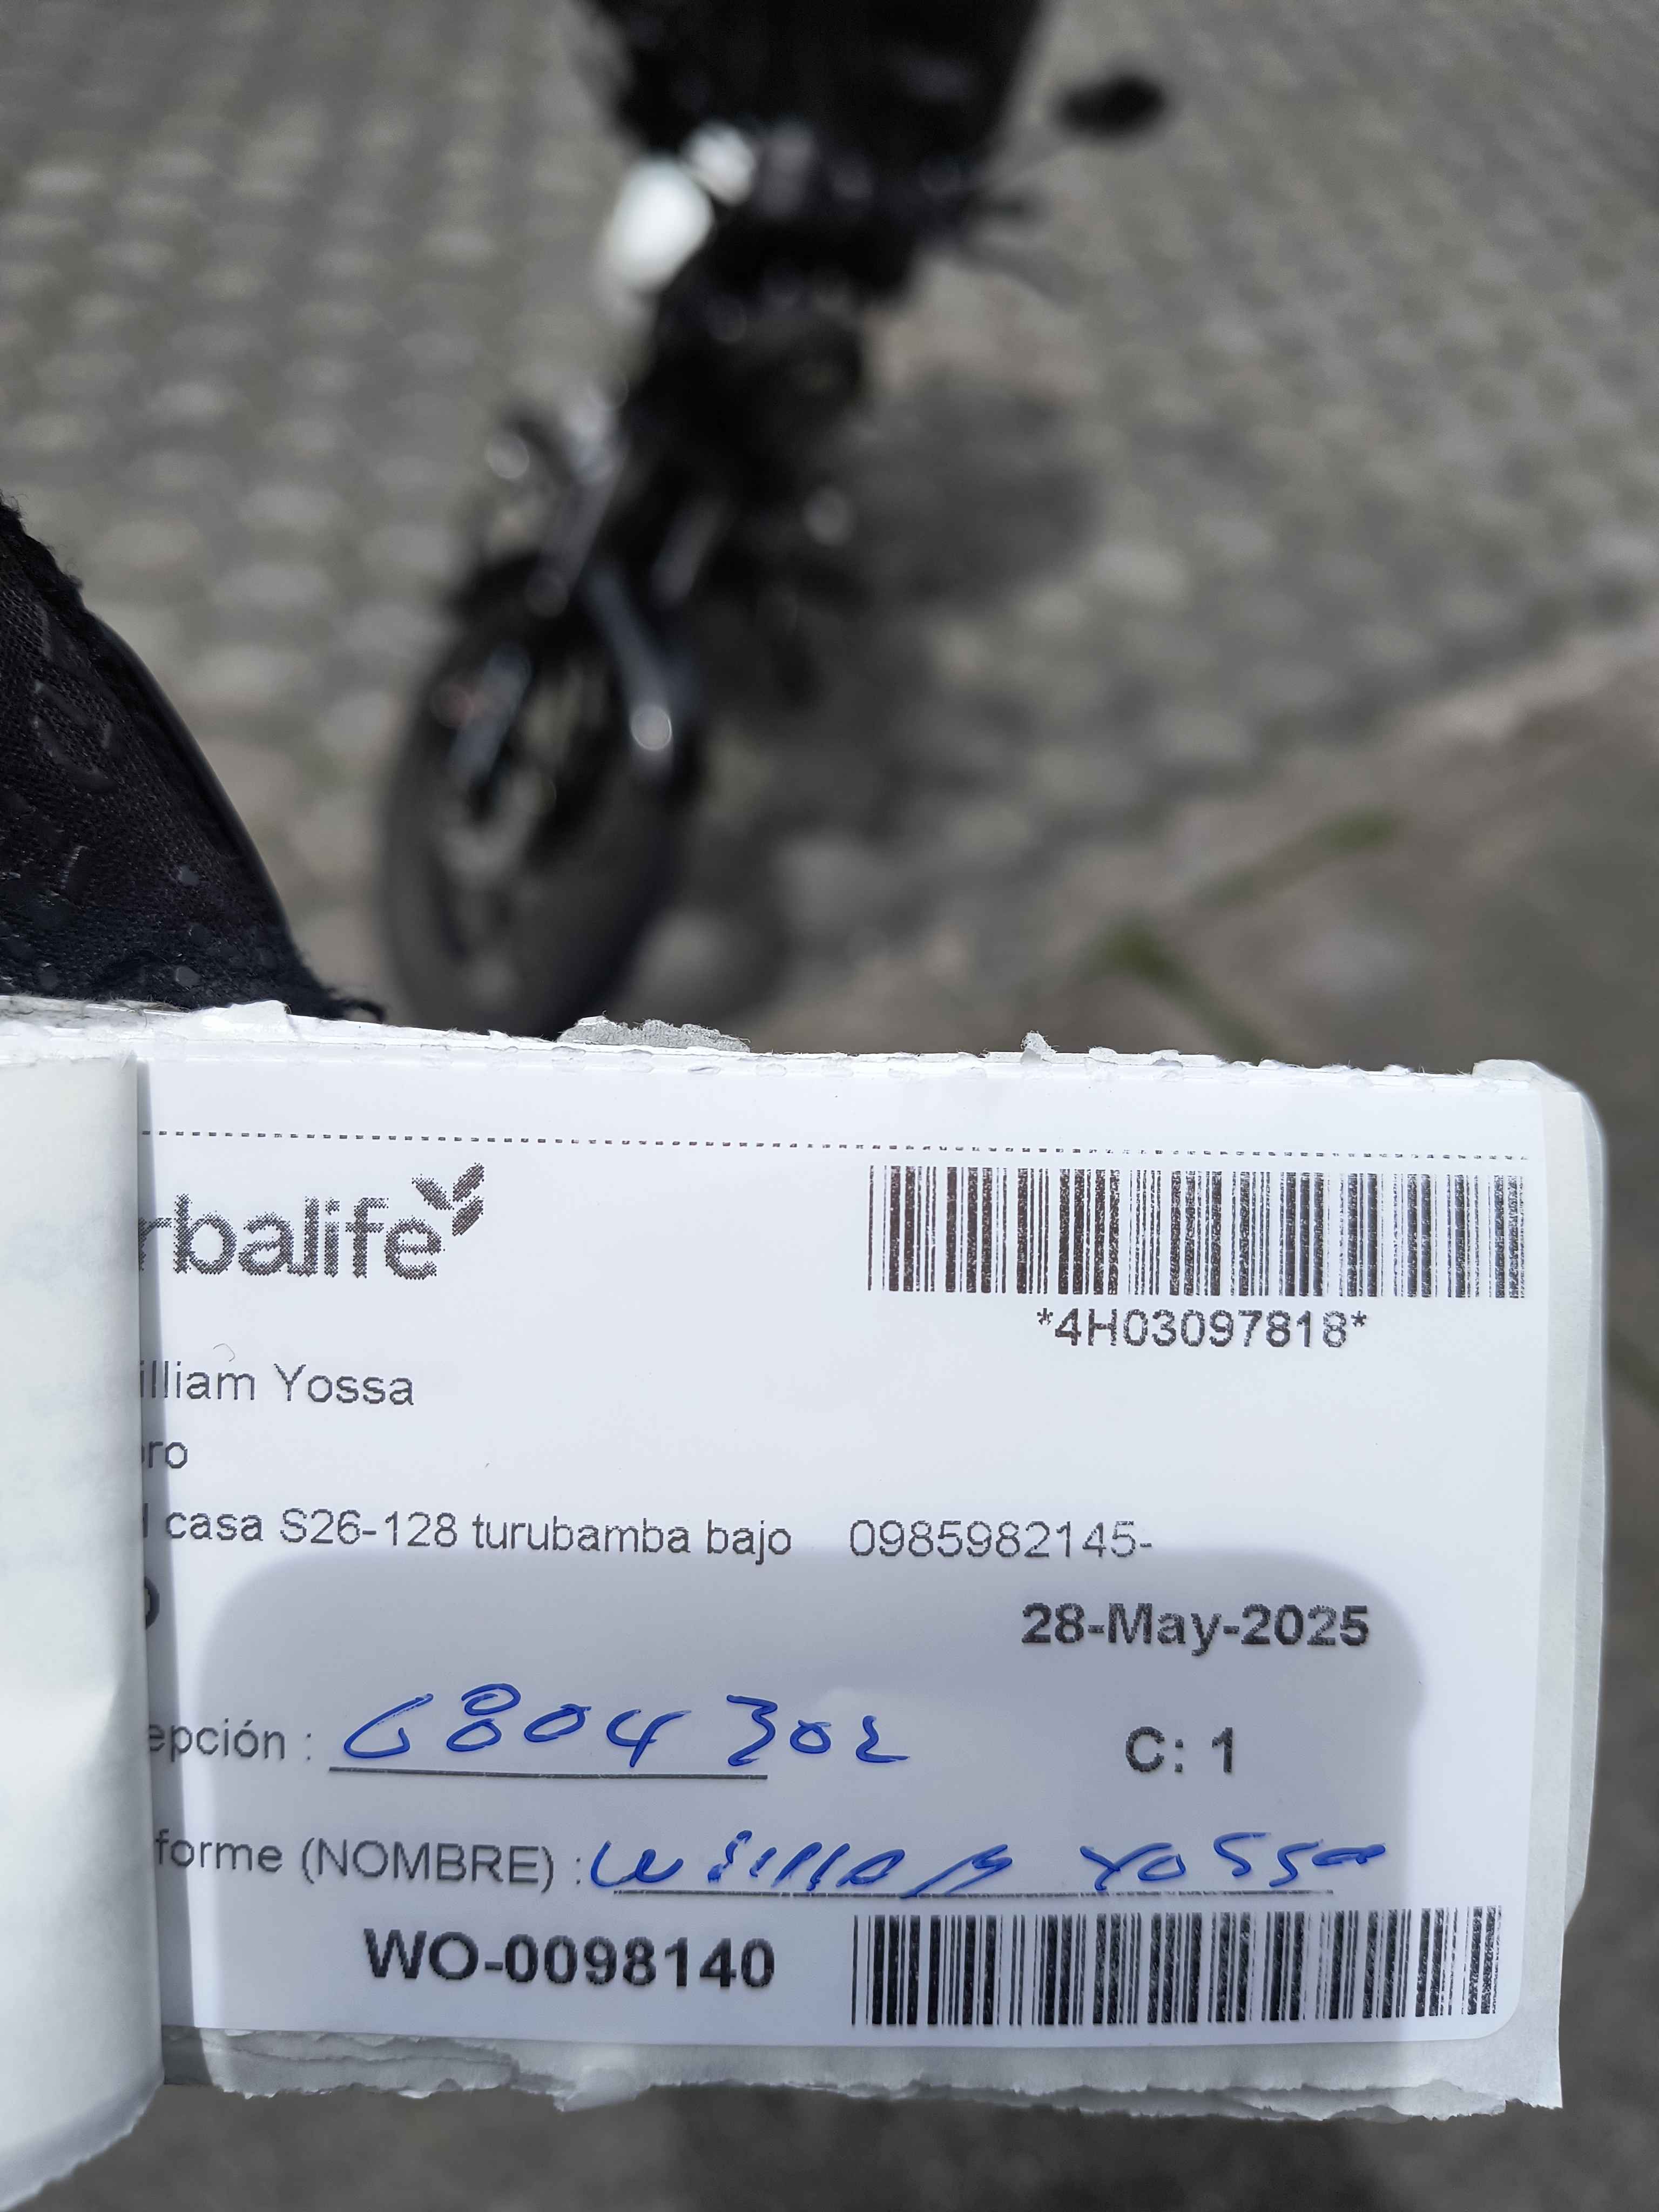 rbalife
*4H03097818*
illiam Yossa
oro
casa S26-128 turubamba bajo 0985982145-
28-May-2025
epción : 6804302
C: 1
forme (NOMBRE) : William Yossa
WO-0098140